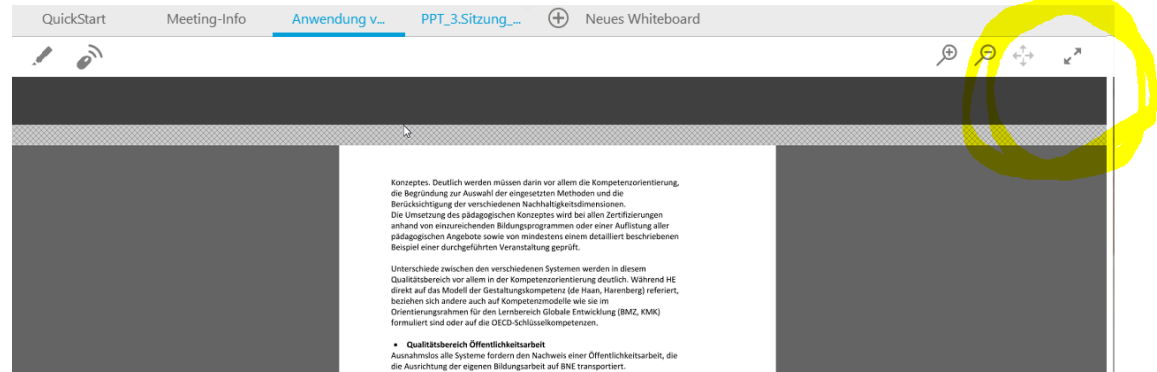 QuickStart Meeting-Info Anwendung v... PPT_3.Sitzung_... Neues Whiteboard
Konzeptes. Deutlich werden müssen darin vor allem die Kompetenzorientierung,
die Begründung zur Auswahl der eingesetzten Methoden und die
Berücksichtigung der verschiedenen Nachhaltigkeitsdimensionen.
Die Umsetzung des pädagogischen Konzeptes wird bei allen Zertifizierungen
anhand von einzureichenden Bildungsprogrammen oder einer Auflistung aller
pädagogischen Angebote sowie von mindestens einem detailliert beschriebenen
Beispiel einer durchgeführten Veranstaltung geprüft.
Unterschiede zwischen den verschiedenen Systemen werden in diesem
Qualitätsbereich vor allem in der Kompetenzorientierung deutlich. Während HE
direkt auf das Modell der Gestaltungskompetenz (de Haan, Harenberg) referiert,
beziehen sich andere auch auf Kompetenzmodelle wie sie im
Orientierungsrahmen für den Lernbereich Globale Entwicklung (BMZ, KMK)
formuliert sind oder auf die OECD-Schlüsselkompetenzen.
• Qualitätsbereich Öffentlichkeitsarbeit
Ausnahmslos alle Systeme fordern den Nachweis einer Öffentlichkeitsarbeit, die
die Ausrichtung der eigenen Bildungsarbeit auf BNE transportiert.